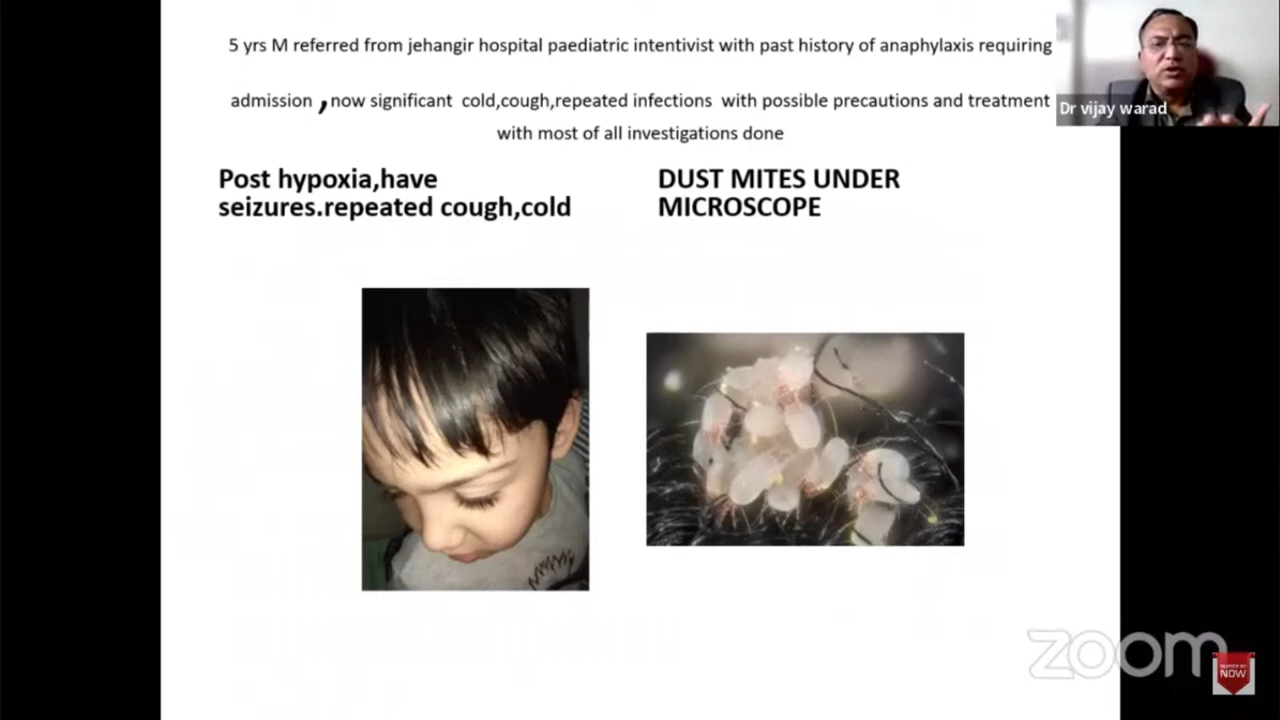 5 yrs M referred from jehangir hospital paediatric intentivist with past history of anaphylaxis requiring
admission , now significant cold,cough,repeated infections with possible precautions and treatment
with most of all investigations done
Dr vijay warad
Post hypoxia,have
seizures.repeated cough,cold
DUST MITES UNDER
MICROSCOPE
zoom
NOW